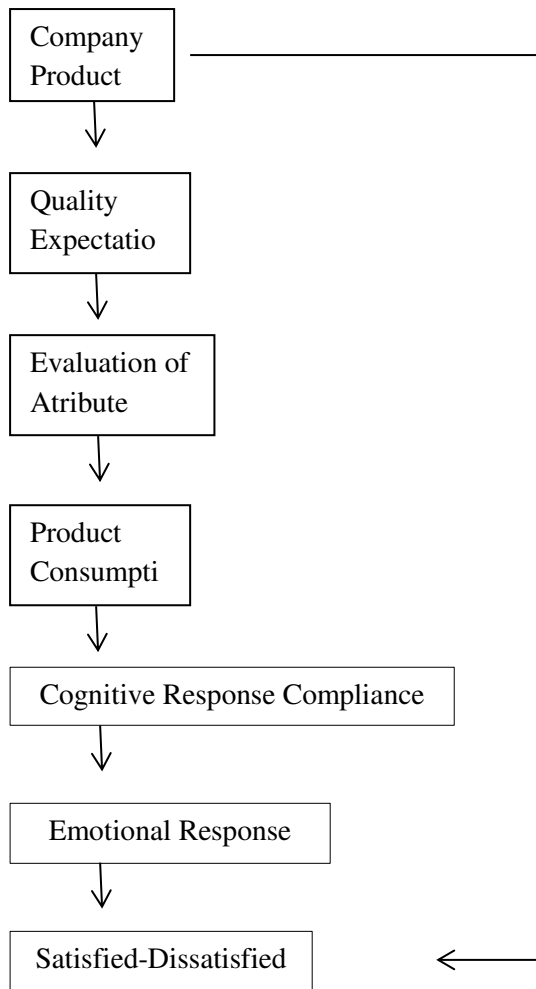 Company
Product
Quality
Expectatio
Evaluation of
Atribute
Product
Consumpti
Cognitive Response Compliance
Emotional Response
Satisfied-Dissatisfied